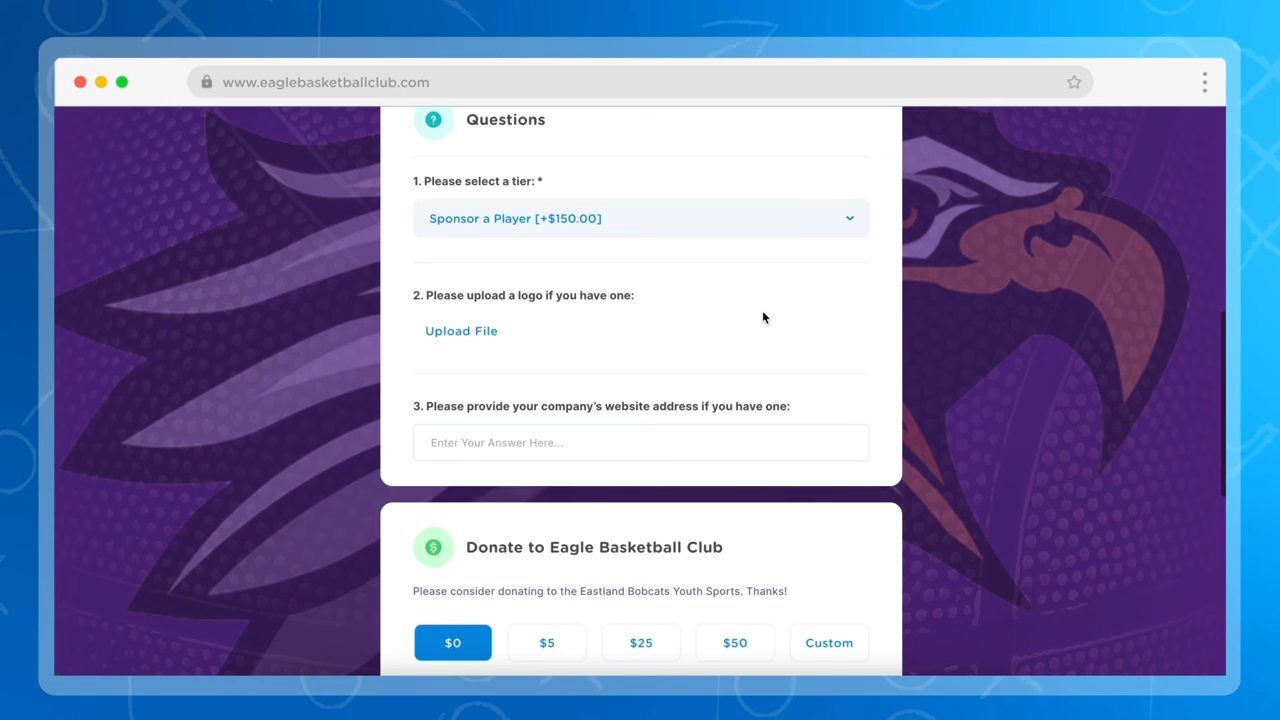 www.eaglebasketballclub.com
? Questions
1. Please select a tier: *
Sponsor a Player [+$150.00]
2. Please upload a logo if you have one:
Upload File
3. Please provide your company’s website address if you have one:
Enter Your Answer Here...
$ Donate to Eagle Basketball Club
Please consider donating to the Eastland Bobcats Youth Sports. Thanks!
$0 $5 $25 $50 Custom